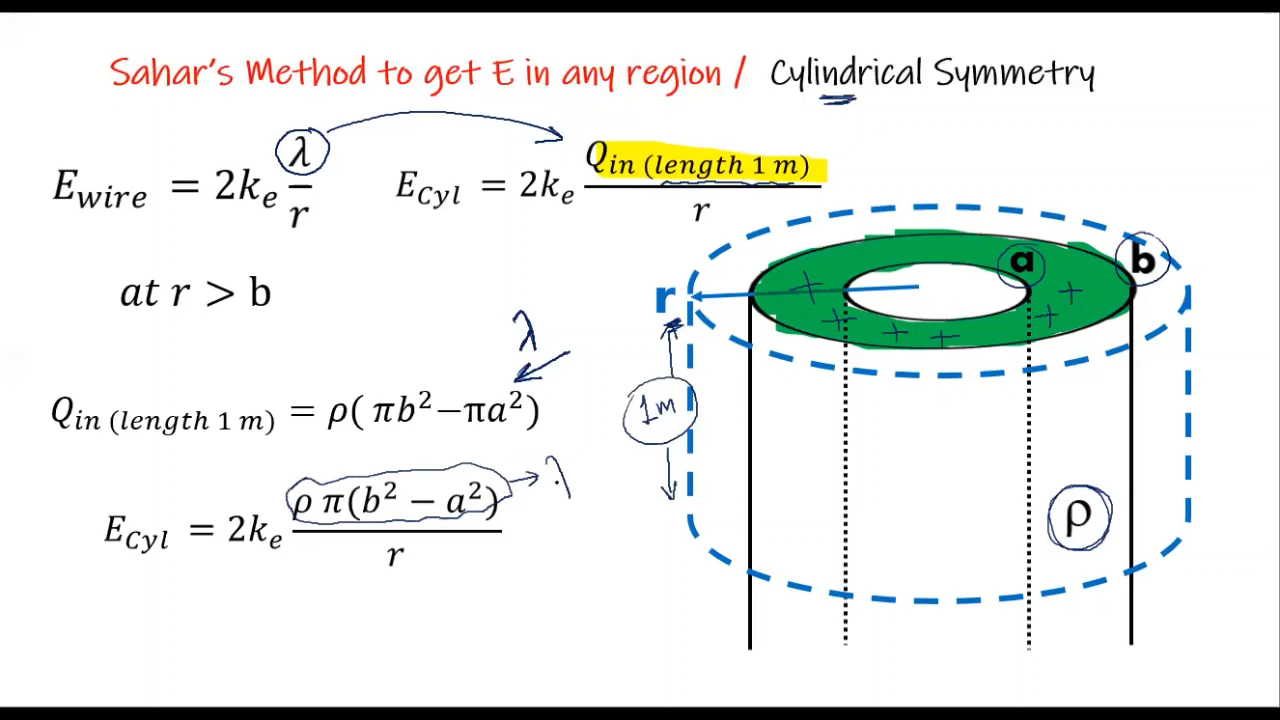 Sahar's Method to get E in any region / Cylindrical Symmetry
E_wire = 2k_e λ/r
E_Cyl = 2k_e Q_in (length 1 m)/r
at r > b
a
b
r
λ
1m
Q_in (length 1 m) = ρ( πb²−πa²)
E_Cyl = 2k_e ρ π(b² − a²)/r
λ
ρ
+ + + + + +